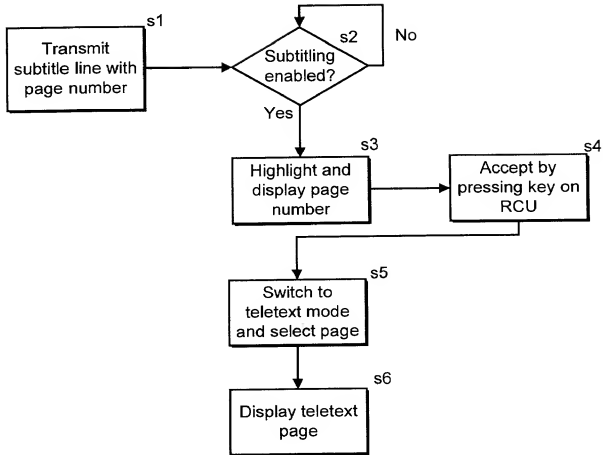 s1
Transmit
subtitle line with
page number
s2
Subtitling
enabled?
No
Yes
s3
Highlight and
display page
number
s4
Accept by
pressing key on
RCU
s5
Switch to
teletext mode
and select page
s6
Display teletext
page